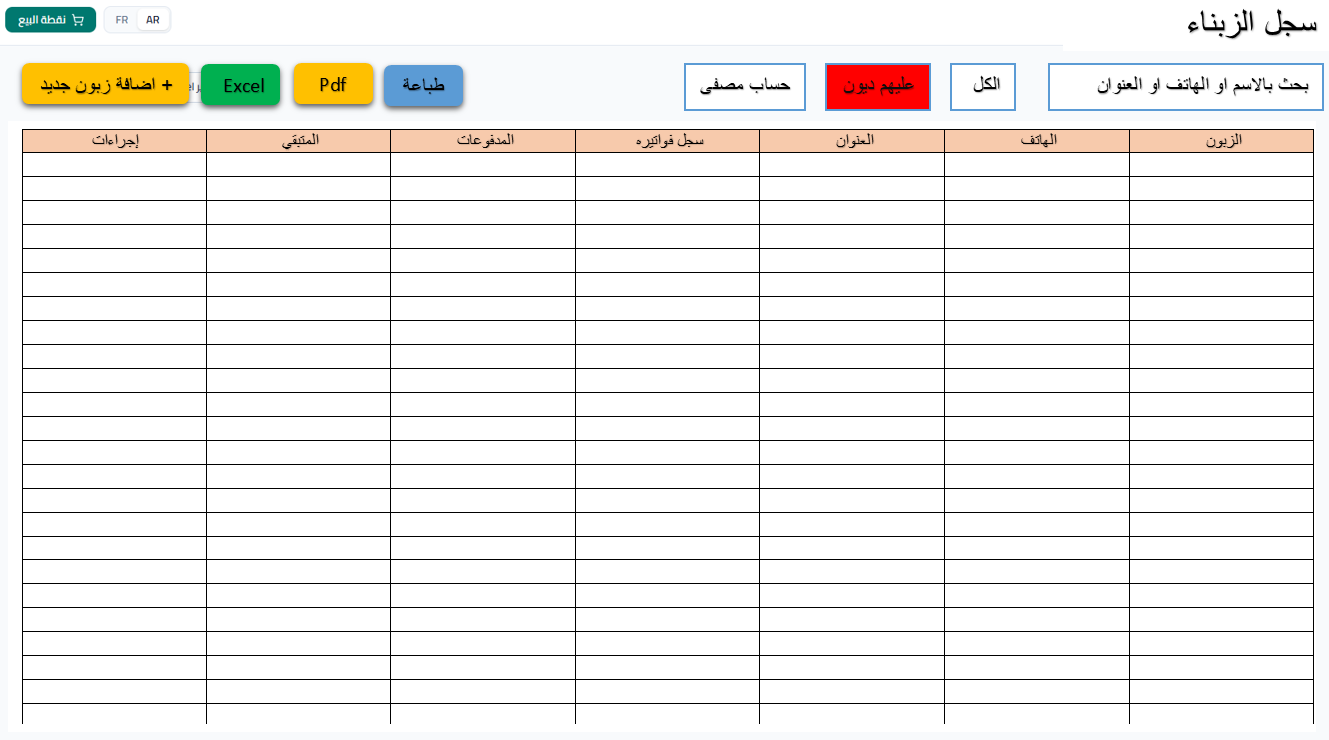 سجل الزبناء
AR
FR
نقطة البيع
بحث بالاسم او الهاتف او العنوان
الكل
عليهم ديون
حساب مصفى
طباعة
Pdf
Excel
+ اضافة زبون جديد
الزبون الهاتف العنوان سجل فواتيره المدفوعات المتبقي إجراءات